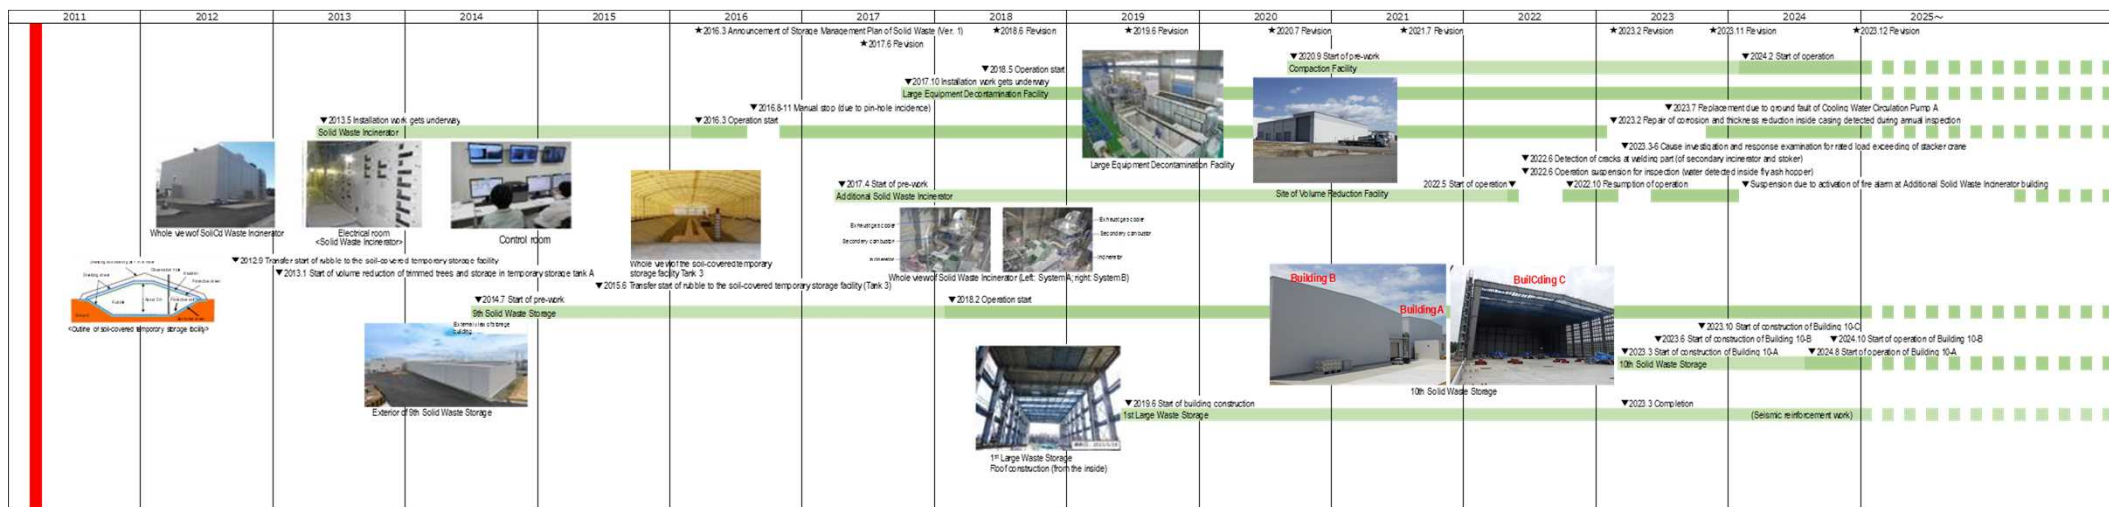 2011 2012 2013 2014 2015 2016 2017 2018 2019 2020 2021 2022 2023 2024 2025～
★2016.3 Announcement of Storage Management Plan of Solid Waste (Ver. 1)
★2017.6 Revision
★2018.6 Revision
★2019.6 Revision
★2020.7 Revision
★2021.7 Revision
★2023.2 Revision
★2023.11 Revision
★2023.12 Revision
▼2020.9 Start of pre-work
Compaction Facility
▼2024.2 Start of operation
▼2018.5 Operation start
▼2017.10 Installation work gets underway
Large Equipment Decontamination Facility
▼2016.8-11 Manual stop (due to pin-hole incidence)
▼2023.7 Replacement due to ground fault of Cooling Water Circulation Pump A
▼2013.5 Installation work gets underway
Solid Waste Incinerator
▼2016.3 Operation start
▼2023.2 Repair of corrosion and thickness reduction inside casing detected during annual inspection
▼2023.3-6 Cause investigation and response examination for rated load exceeding of stacker crane
Large Equipment Decontamination Facility
▼2022.6 Detection of cracks at welding part (of secondary incinerator and stoker)
▼2022.6 Operation suspension for inspection (water detected inside fly ash hopper)
▼2017.4 Start of pre-work
Additional Solid Waste Incinerator
Site of Volume Reduction Facility
2022.5 Start of operation▼
▼2022.10 Resumption of operation
▼Suspension due to activation of fire alarm at Additional Solid Waste Incinerator building
Whole view of SoliCd Waste Incinerator
Electrical room
<Solid Waste Incinerator>
Control room
Exhaust gas cooler
Secondary combustor
Incinerator
Exhaust gas cooler
Secondary combustor
Incinerator
Whole view of Solid Waste Incinerator (Left: System A; right: System B)
Whole view of the soil-covered temporary
storage facility Tank 3
▼2012.9 Transfer start of rubble to the soil-covered temporary storage facility
▼2013.1 Start of volume reduction of trimmed trees and storage in temporary storage tank A
▼2015.6 Transfer start of rubble to the soil-covered temporary storage facility (Tank 3)
Rubble
<Outline of soil-covered temporary storage facility>
▼2014.7 Start of pre-work
9th Solid Waste Storage
▼2018.2 Operation start
External view of storage
building
Exterior of 9th Solid Waste Storage
Building B
Building A
BuilCding C
10th Solid Waste Storage
▼2023.10 Start of construction of Building 10-C
▼2023.6 Start of construction of Building 10-B
▼2024.10 Start of operation of Building 10-B
▼2023.3 Start of construction of Building 10-A
▼2024.8 Start of operation of Building 10-A
10th Solid Waste Storage
▼2019.6 Start of building construction
1st Large Waste Storage
▼2023.3 Completion
(Seismic reinforcement work)
1st Large Waste Storage
Roof construction (from the inside)